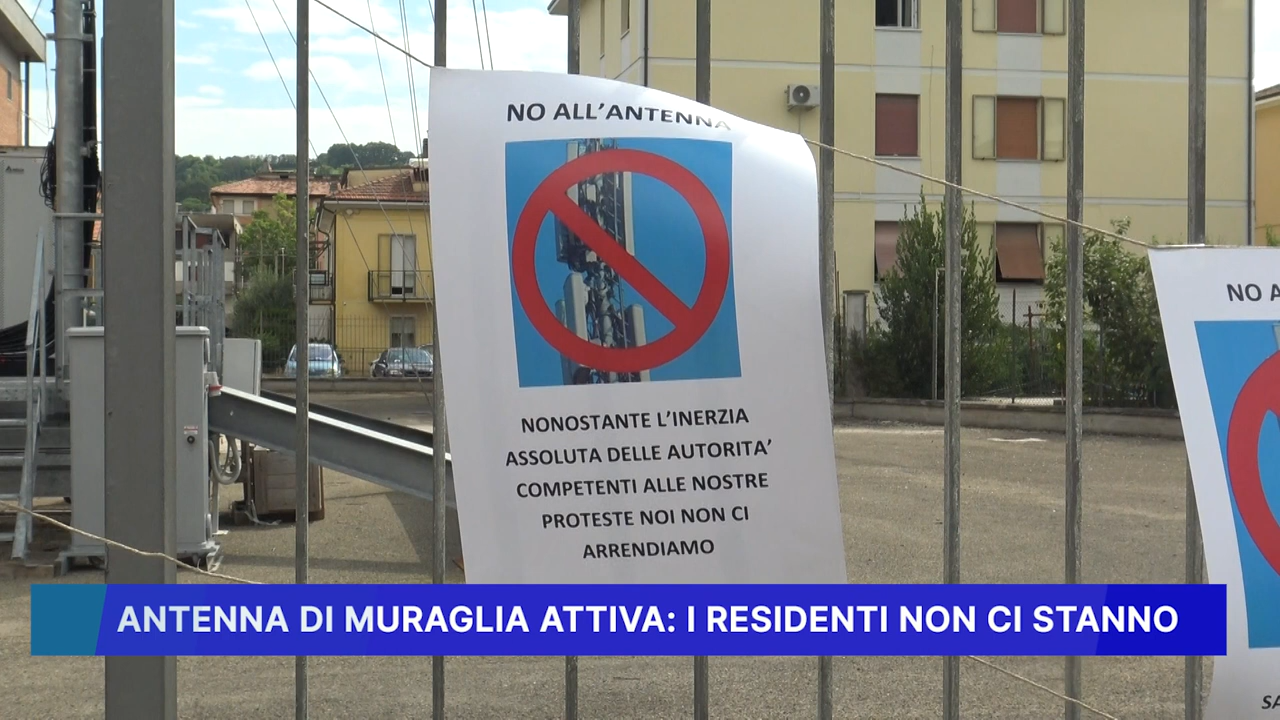 NO ALL'ANTENNA
NONOSTANTE L'INERZIA
ASSOLUTA DELLE AUTORITA'
COMPETENTI ALLE NOSTRE
PROTESTE NOI NON CI
ARRENDIAMO
NO A
SA
ANTENNA DI MURAGLIA ATTIVA: I RESIDENTI NON CI STANNO